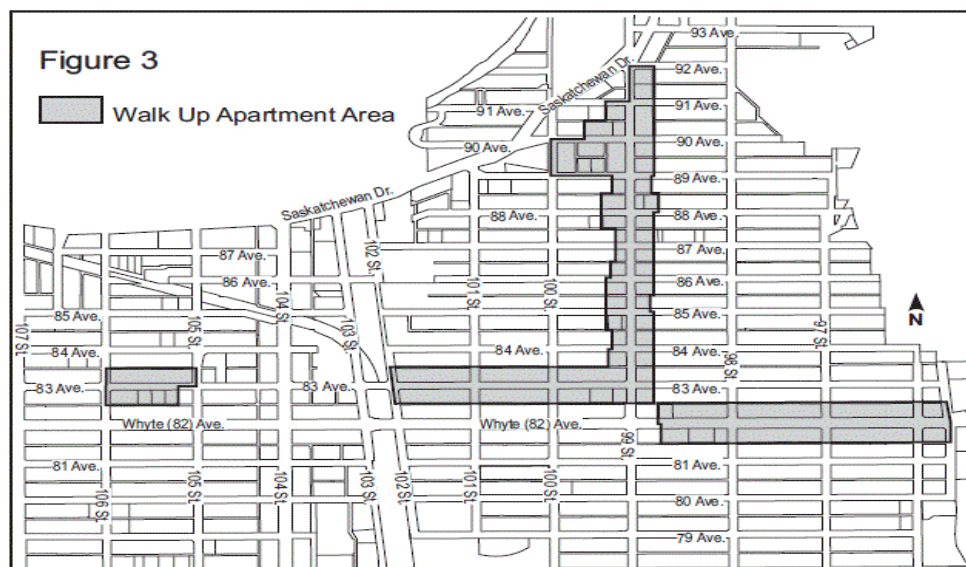 Figure 3
Walk Up Apartment Area
93 Ave.
92 Ave.
Saskatchewan Dr.
91 Ave.
91 Ave.
90 Ave.
90 Ave.
89 Ave.
Saskatchewan Dr.
88 Ave.
88 Ave.
87 Ave.
87 Ave.
102 St.
86 Ave.
86 Ave.
101 St.
100 St.
104 St.
N
85 Ave.
85 Ave.
107 St.
105 St.
103 St.
97 St.
84 Ave.
84 Ave.
84 Ave.
98 St.
83 Ave.
83 Ave.
83 Ave.
Whyte (82) Ave.
Whyte (82) Ave.
99 St.
81 Ave.
81 Ave.
106 St.
105 St.
104 St.
103 St.
102 St.
101 St.
100 St.
80 Ave.
79 Ave.